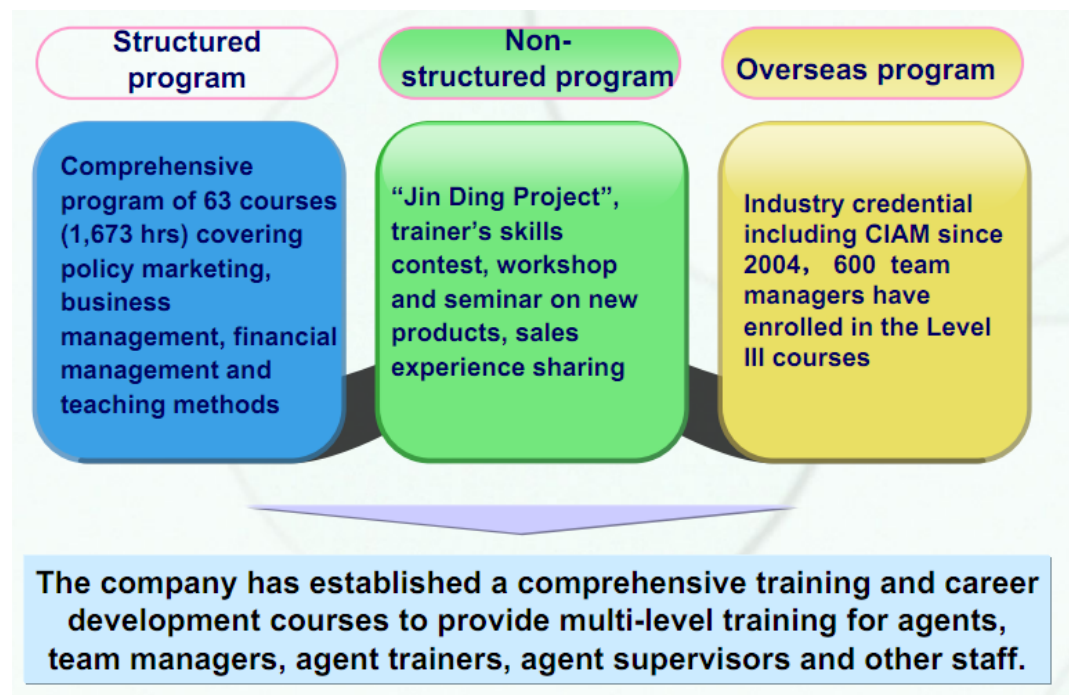 Structured
program
Non-
structured program
Overseas program
Comprehensive
program of 63 courses
(1,673 hrs) covering
policy marketing,
business
management, financial
management and
teaching methods
“Jin Ding Project”,
trainer’s skills
contest, workshop
and seminar on new
products, sales
experience sharing
Industry credential
including CIAM since
2004， 600 team
managers have
enrolled in the Level
III courses
The company has established a comprehensive training and career
development courses to provide multi-level training for agents,
team managers, agent trainers, agent supervisors and other staff.